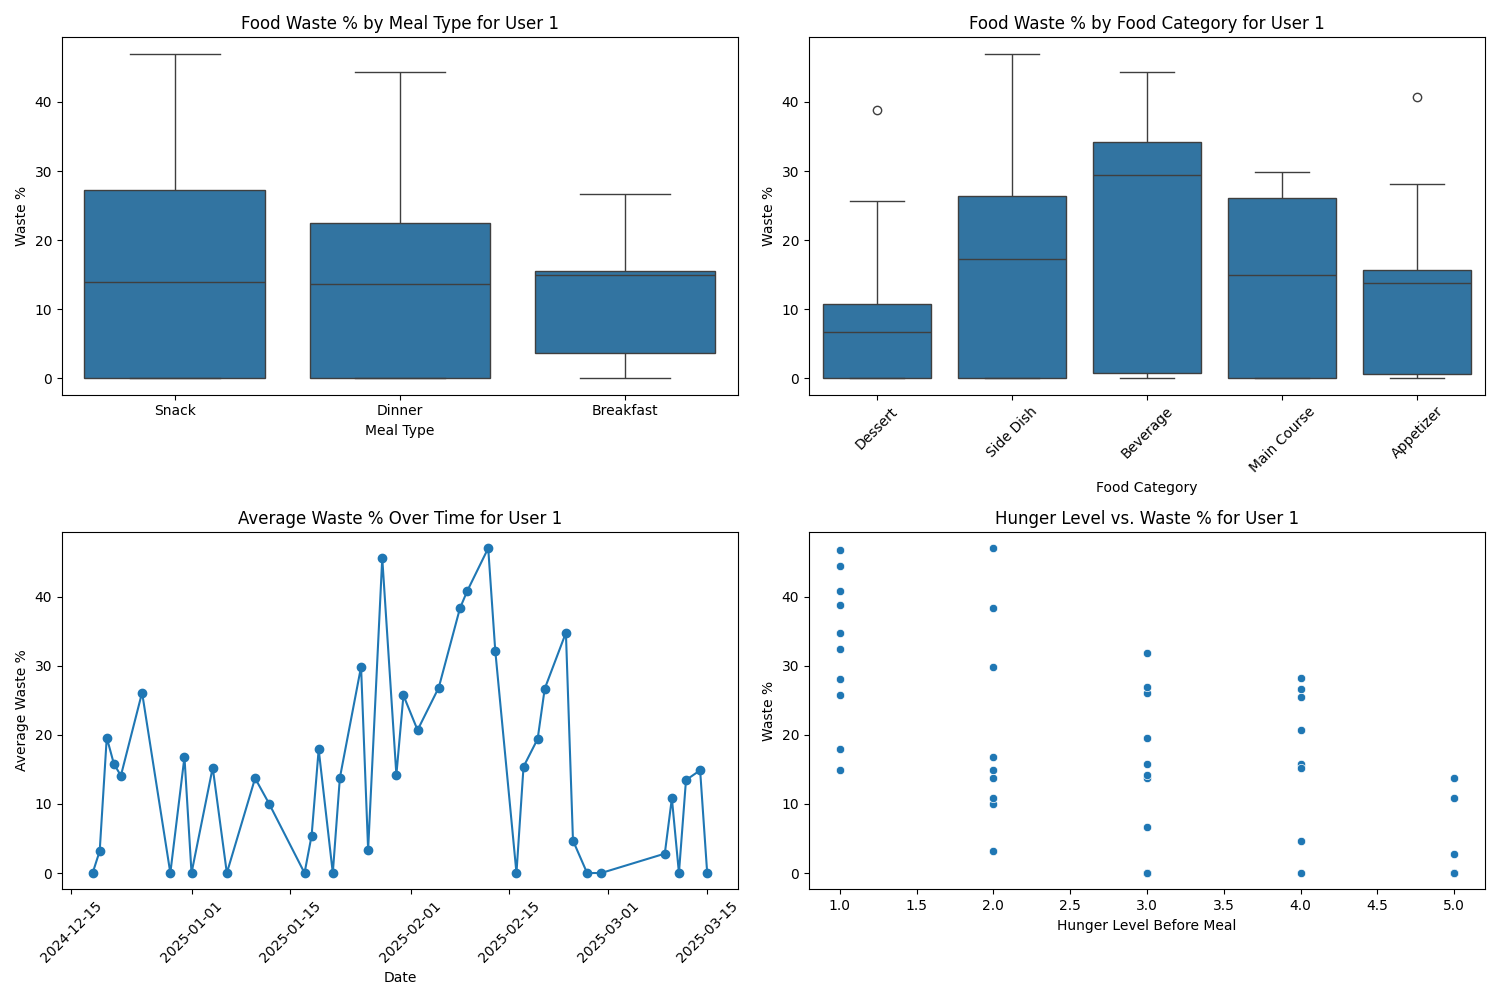 Food Waste % by Meal Type for User 1
Waste %
40
30
20
10
0
Snack Dinner Breakfast
Meal Type
Food Waste % by Food Category for User 1
Waste %
40
30
20
10
0
Dessert Side Dish Beverage Main Course Appetizer
Food Category
Average Waste % Over Time for User 1
Average Waste %
40
30
20
10
0
2024-12-15 2025-01-01 2025-01-15 2025-02-01 2025-02-15 2025-03-01 2025-03-15
Date
Hunger Level vs. Waste % for User 1
Waste %
40
30
20
10
0
1.0 1.5 2.0 2.5 3.0 3.5 4.0 4.5 5.0
Hunger Level Before Meal